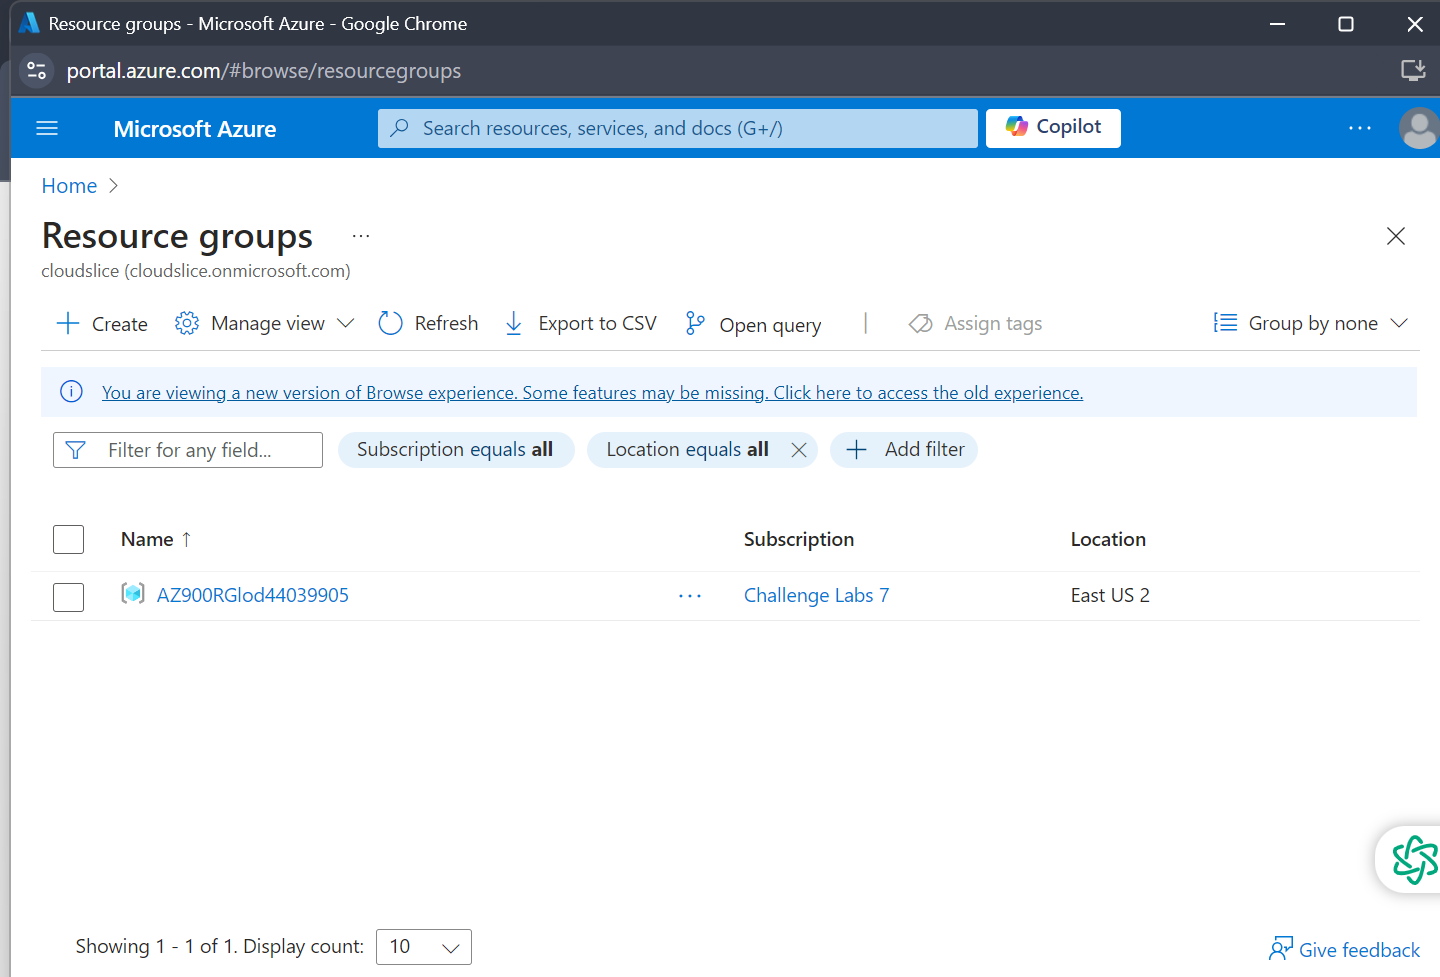 Resource groups - Microsoft Azure - Google Chrome
portal.azure.com/#browse/resourcegroups
Microsoft Azure
Search resources, services, and docs (G+/)
Copilot
Home
Resource groups
cloudslice (cloudslice.onmicrosoft.com)
Create Manage view Refresh Export to CSV Open query Assign tags Group by none
You are viewing a new version of Browse experience. Some features may be missing. Click here to access the old experience.
Filter for any field... Subscription equals all Location equals all Add filter
Name ↑ Subscription Location
AZ900RGlod44039905 Challenge Labs 7 East US 2
Showing 1 - 1 of 1. Display count: 10
Give feedback